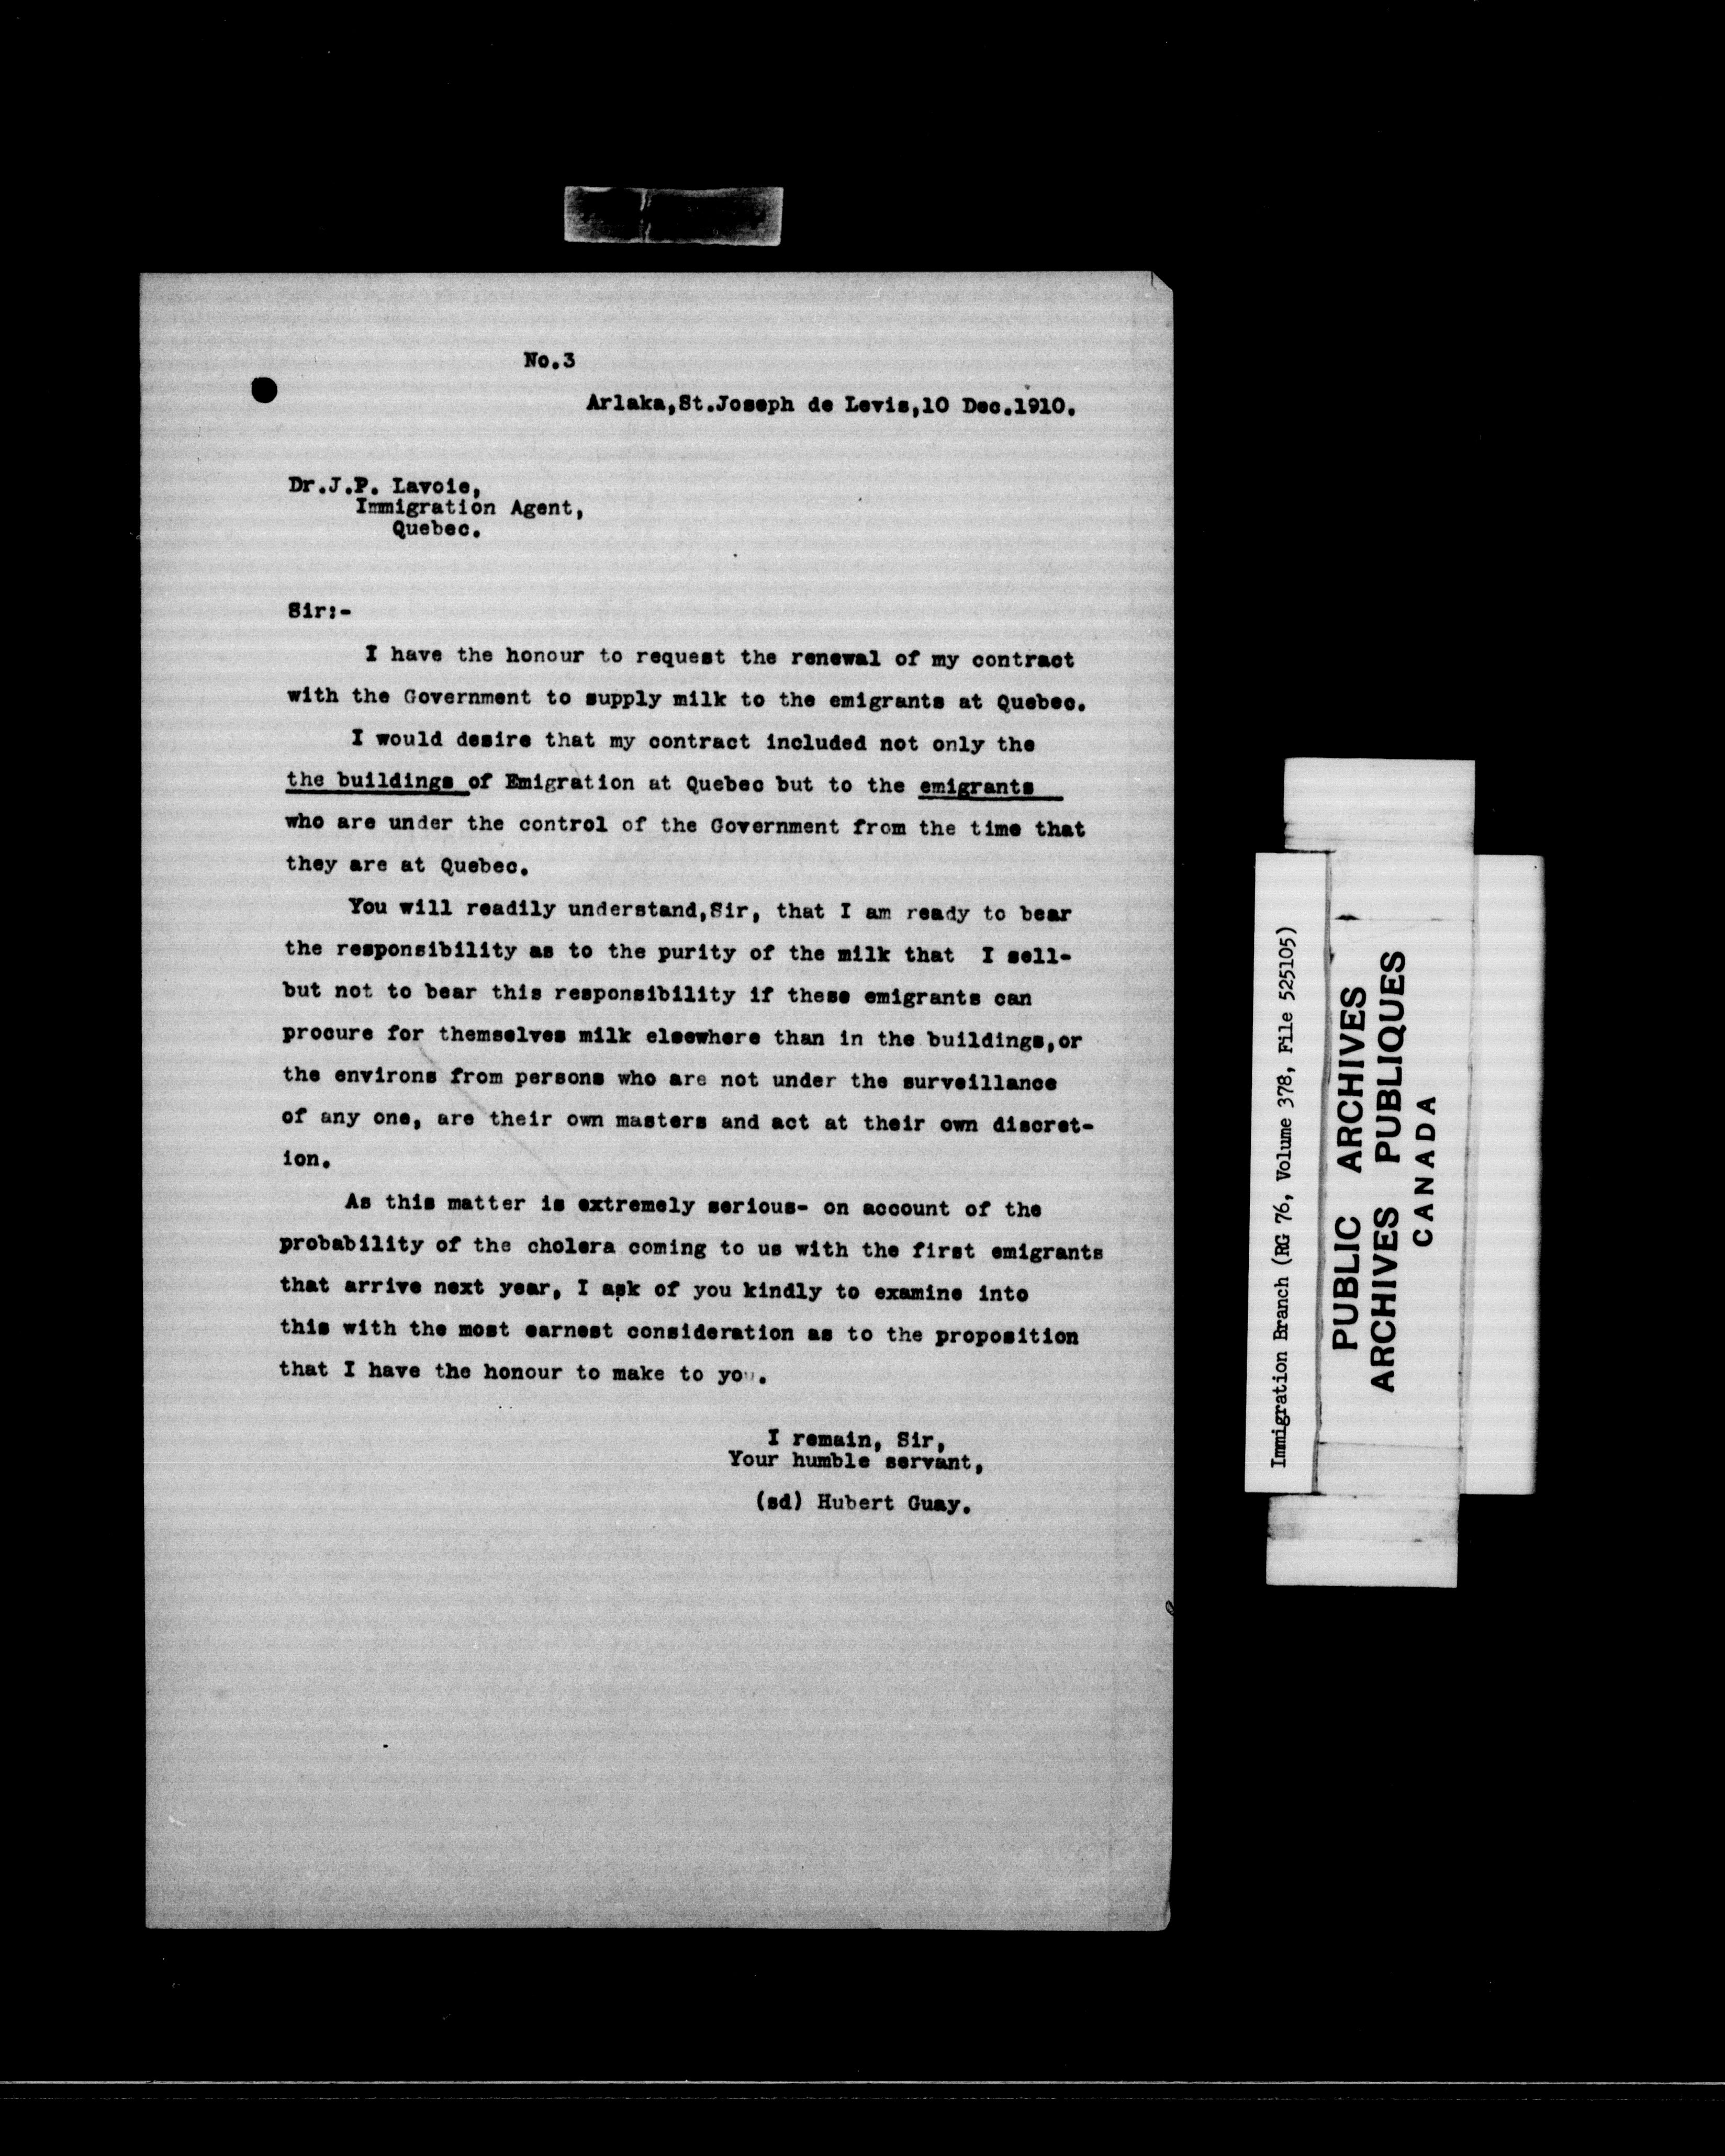 No.3
Arlaka,St.Joseph de Levis,10 Dec.1910.
Dr.J.P. Lavoie,
Immigration Agent,
Quebec.
Sir:-
I have the honour to request the renewal of my contract
with the Government to supply milk to the emigrants at Quebec.
I would desire that my contract included not only the
the buildings of Emigration at Quebec but to the emigrants
who are under the control of the Government from the time that
they are at Quebec.
You will readily understand,Sir, that I am ready to bear
the responsibility as to the purity of the milk that I sell-
but not to bear this responsibility if these emigrants can
procure for themselves milk elsewhere than in the buildings,or
the environs from persons who are not under the surveillance
of any one, are their own masters and act at their own discret-
ion.
As this matter is extremely serious- on account of the
probability of the cholera coming to us with the first emigrants
that arrive next year, I ask of you kindly to examine into
this with the most earnest consideration as to the proposition
that I have the honour to make to you.
I remain, Sir,
Your humble servant,
(sd) Hubert Guay.
Immigration Branch (RG 76, Volume 378, File 525105)
PUBLIC ARCHIVES
ARCHIVES PUBLIQUES
CANADA